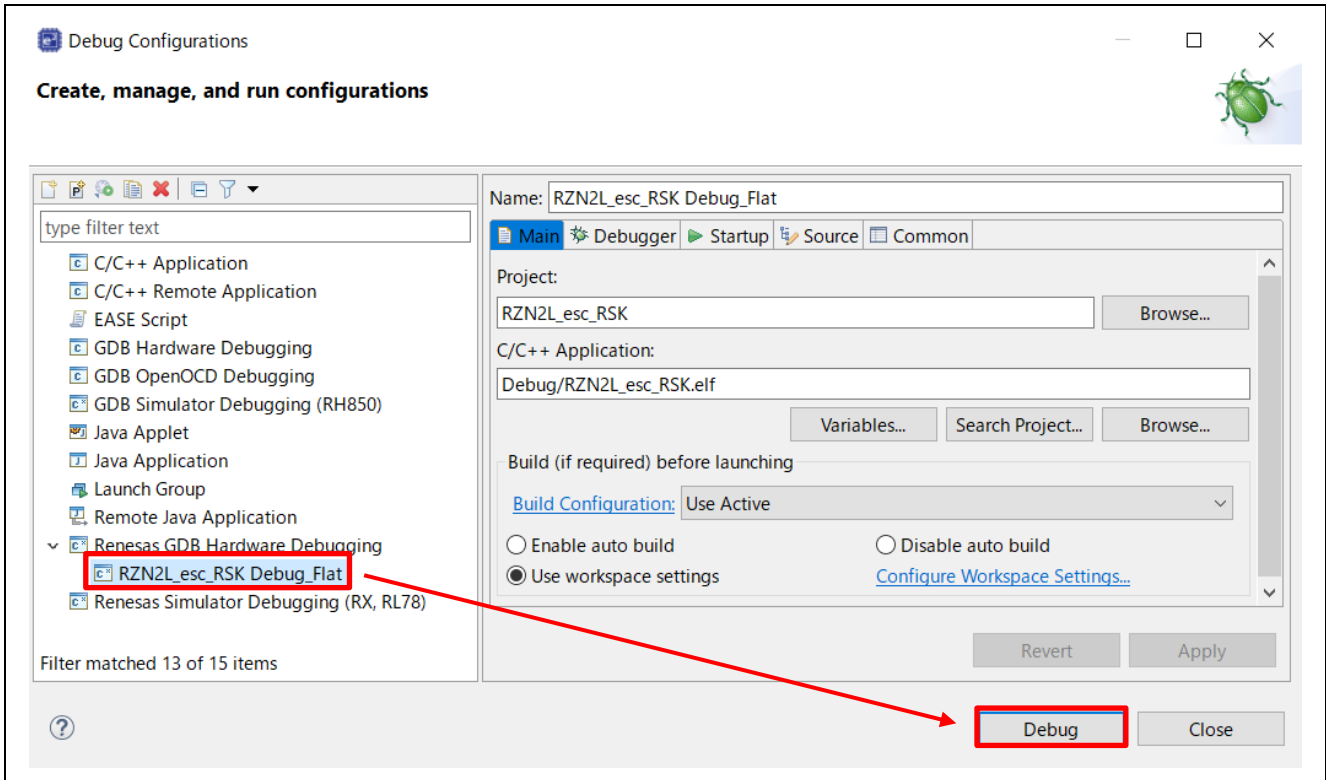 Debug Configurations
Create, manage, and run configurations
type filter text
C/C++ Application
C/C++ Remote Application
EASE Script
GDB Hardware Debugging
GDB OpenOCD Debugging
GDB Simulator Debugging (RH850)
Java Applet
Java Application
Launch Group
Remote Java Application
Renesas GDB Hardware Debugging
RZN2L_esc_RSK Debug_Flat
Renesas Simulator Debugging (RX, RL78)
Filter matched 13 of 15 items
Name: RZN2L_esc_RSK Debug_Flat
Main Debugger Startup Source Common
Project:
RZN2L_esc_RSK Browse...
C/C++ Application:
Debug/RZN2L_esc_RSK.elf
Variables... Search Project... Browse...
Build (if required) before launching
Build Configuration: Use Active
Enable auto build Disable auto build
Use workspace settings Configure Workspace Settings...
Revert Apply
? Debug Close